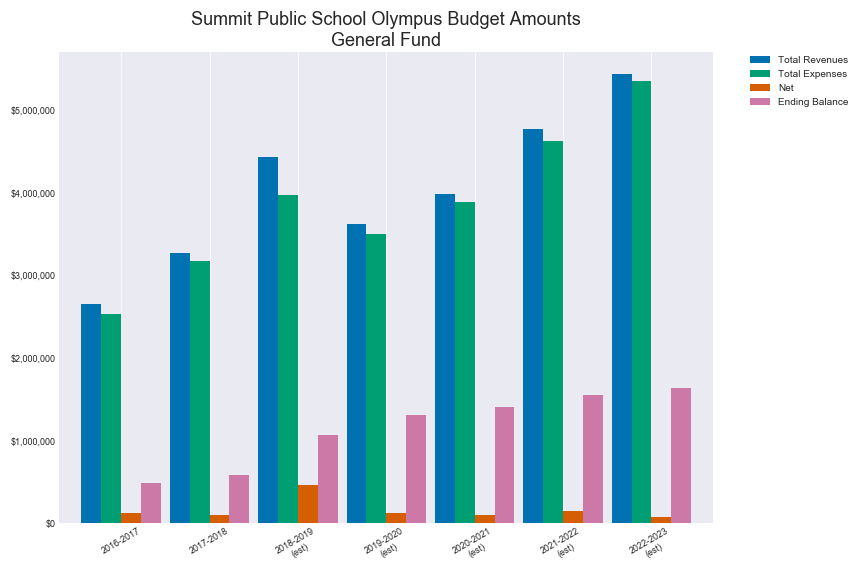 Summit Public School Olympus Budget Amounts
General Fund
Total Revenues
Total Expenses
Net
Ending Balance
$5,000,000
$4,000,000
$3,000,000
$2,000,000
$1,000,000
$0
2016-2017
2017-2018
2018-2019
(est)
2019-2020
(est)
2020-2021
(est)
2021-2022
(est)
2022-2023
(est)